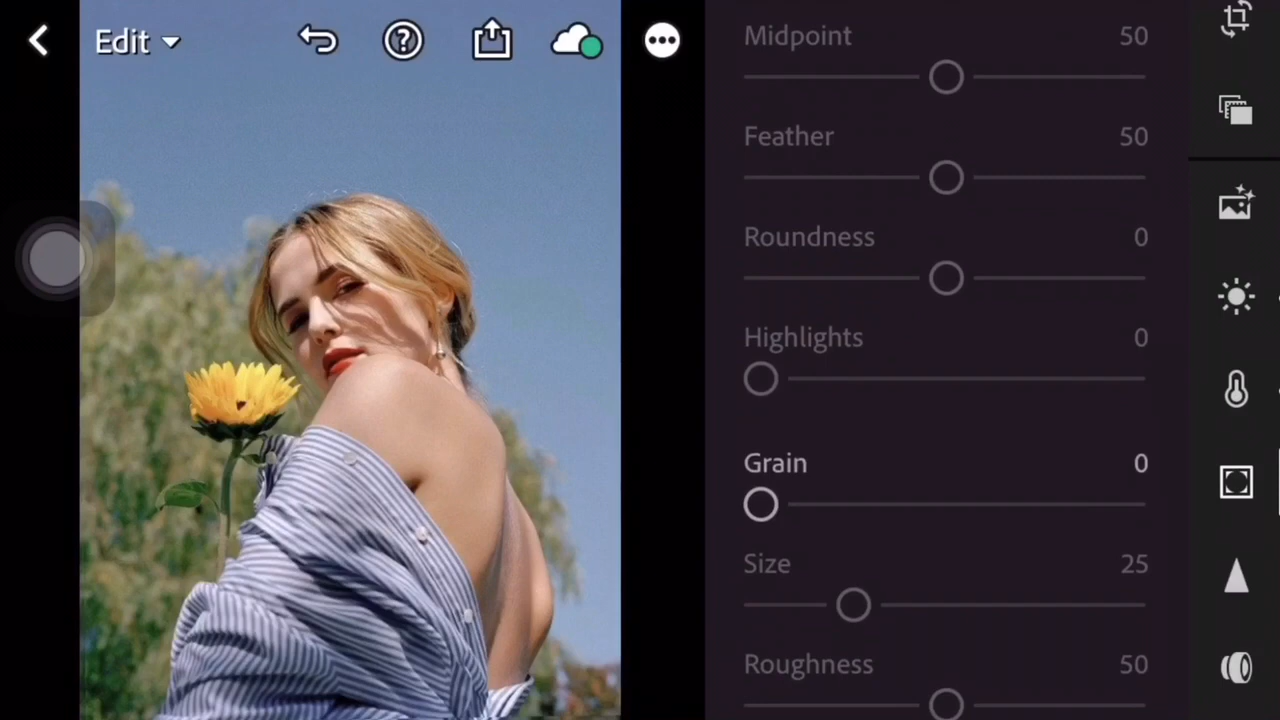 Edit
Midpoint 50
Feather 50
Roundness 0
Highlights 0
Grain 0
Size 25
Roughness 50